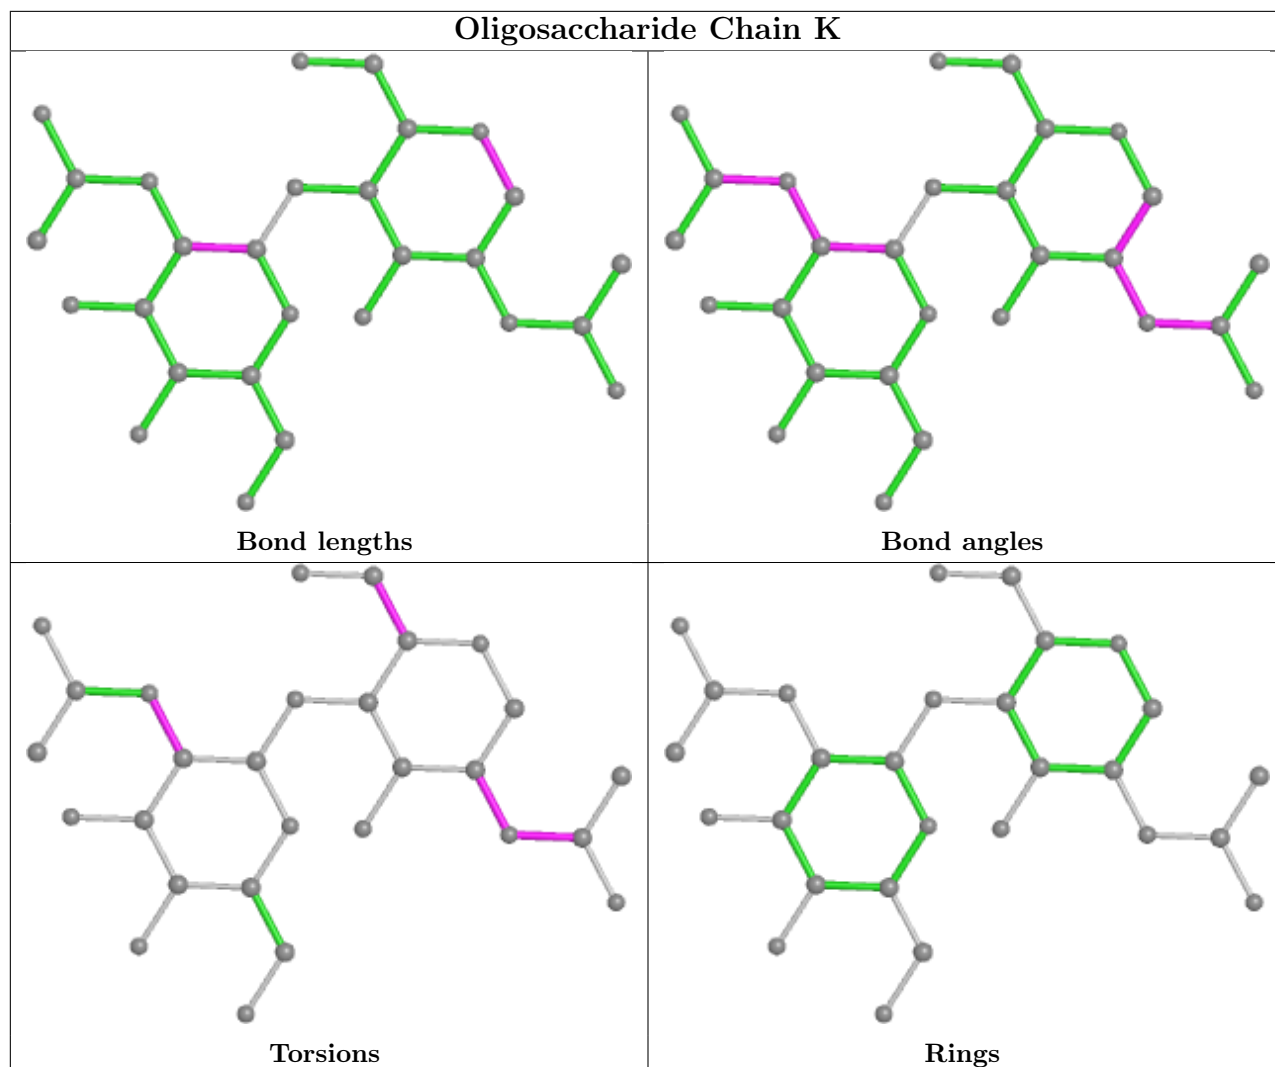 Oligosaccharide Chain K
Bond lengths
Bond angles
Torsions
Rings